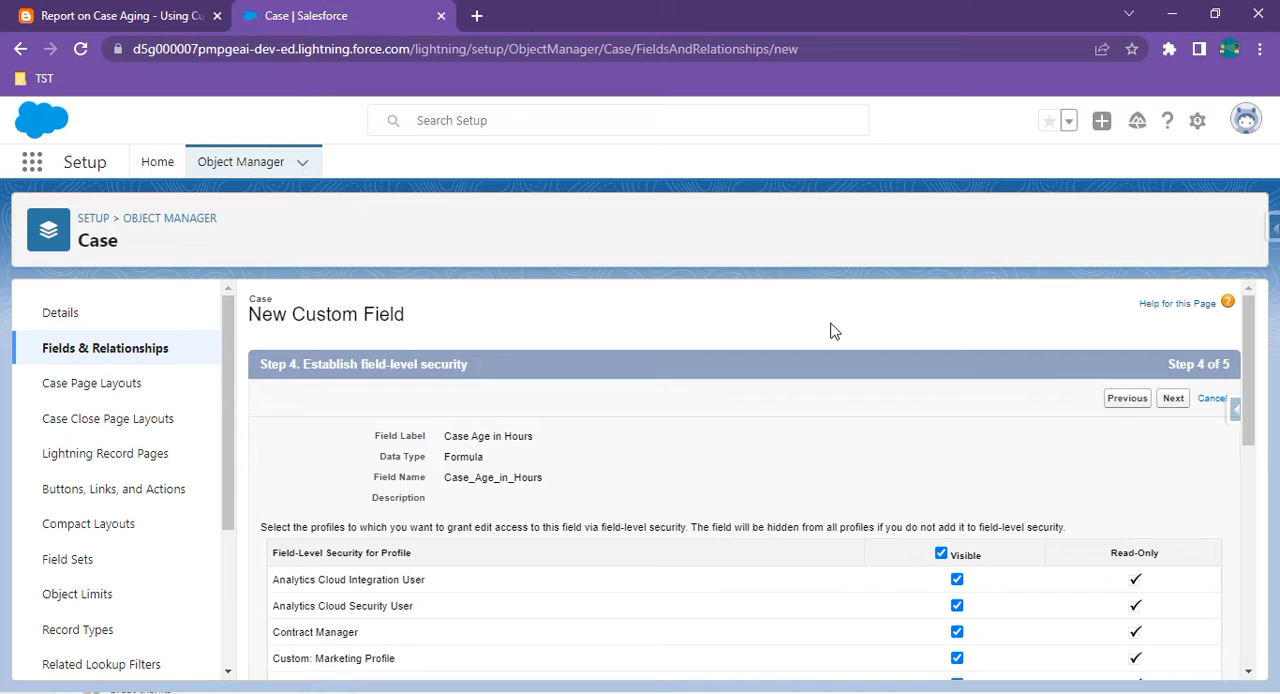 Report on Case Aging - Using Cu
Case | Salesforce
d5g000007pmpgeai-dev-ed.lightning.force.com/lightning/setup/ObjectManager/Case/FieldsAndRelationships/new
TST
Search Setup
Setup
Home
Object Manager
SETUP > OBJECT MANAGER
Case
Details
Fields & Relationships
Case Page Layouts
Case Close Page Layouts
Lightning Record Pages
Buttons, Links, and Actions
Compact Layouts
Field Sets
Object Limits
Record Types
Related Lookup Filters
Case
New Custom Field
Help for this Page
Step 4. Establish field-level security
Step 4 of 5
Previous
Next
Cancel
Field Label Case Age in Hours
Data Type Formula
Field Name Case_Age_in_Hours
Description
Select the profiles to which you want to grant edit access to this field via field-level security. The field will be hidden from all profiles if you do not add it to field-level security.
Field-Level Security for Profile Visible Read-Only
Analytics Cloud Integration User
Analytics Cloud Security User
Contract Manager
Custom: Marketing Profile